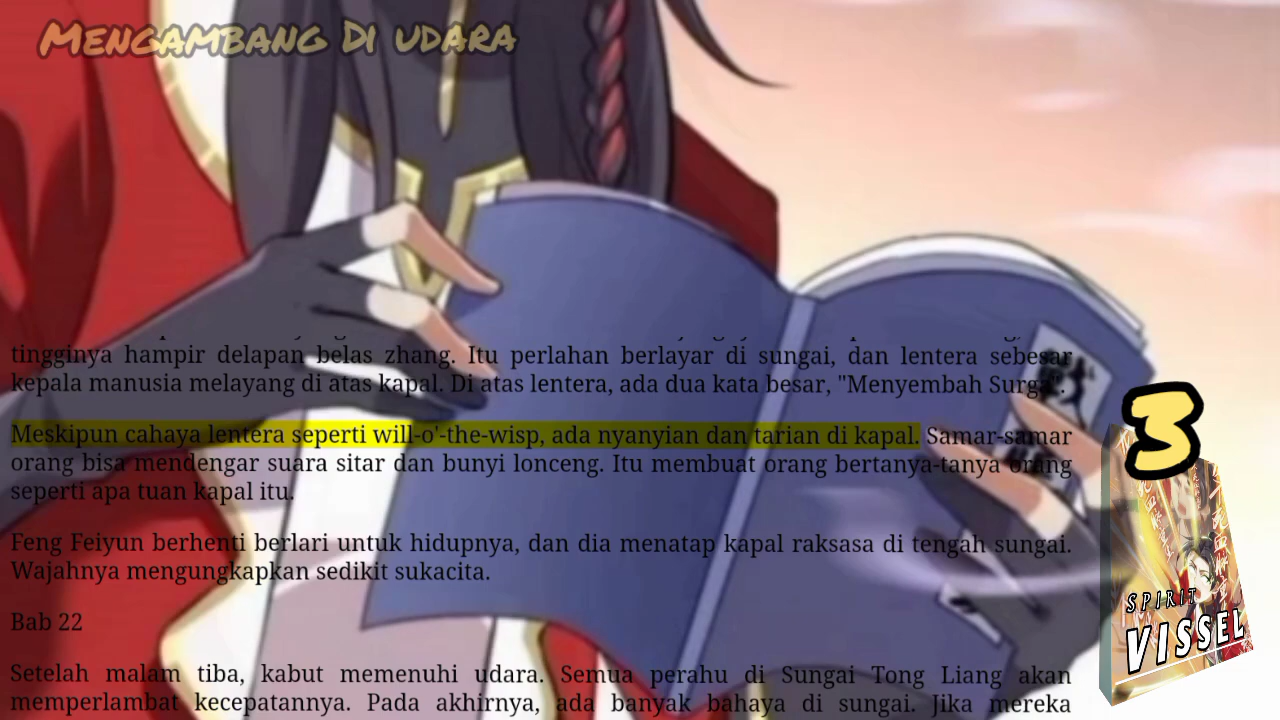 Mengambang Di udara
tingginya hampir delapan belas zhang. Itu perlahan berlayar di sungai, dan lentera sebesar
kepala manusia melayang di atas kapal. Di atas lentera, ada dua kata besar, "Menyembah Surga".
Meskipun cahaya lentera seperti will-o'-the-wisp, ada nyanyian dan tarian di kapal. Samar-samar
orang bisa mendengar suara sitar dan bunyi lonceng. Itu membuat orang bertanya-tanya orang
seperti apa tuan kapal itu.
Feng Feiyun berhenti berlari untuk hidupnya, dan dia menatap kapal raksasa di tengah sungai.
Wajahnya mengungkapkan sedikit sukacita.
Bab 22
Setelah malam tiba, kabut memenuhi udara. Semua perahu di Sungai Tong Liang akan
memperlambat kecepatannya. Pada akhirnya, ada banyak bahaya di sungai. Jika mereka
3
SPIRIT
VISSEL